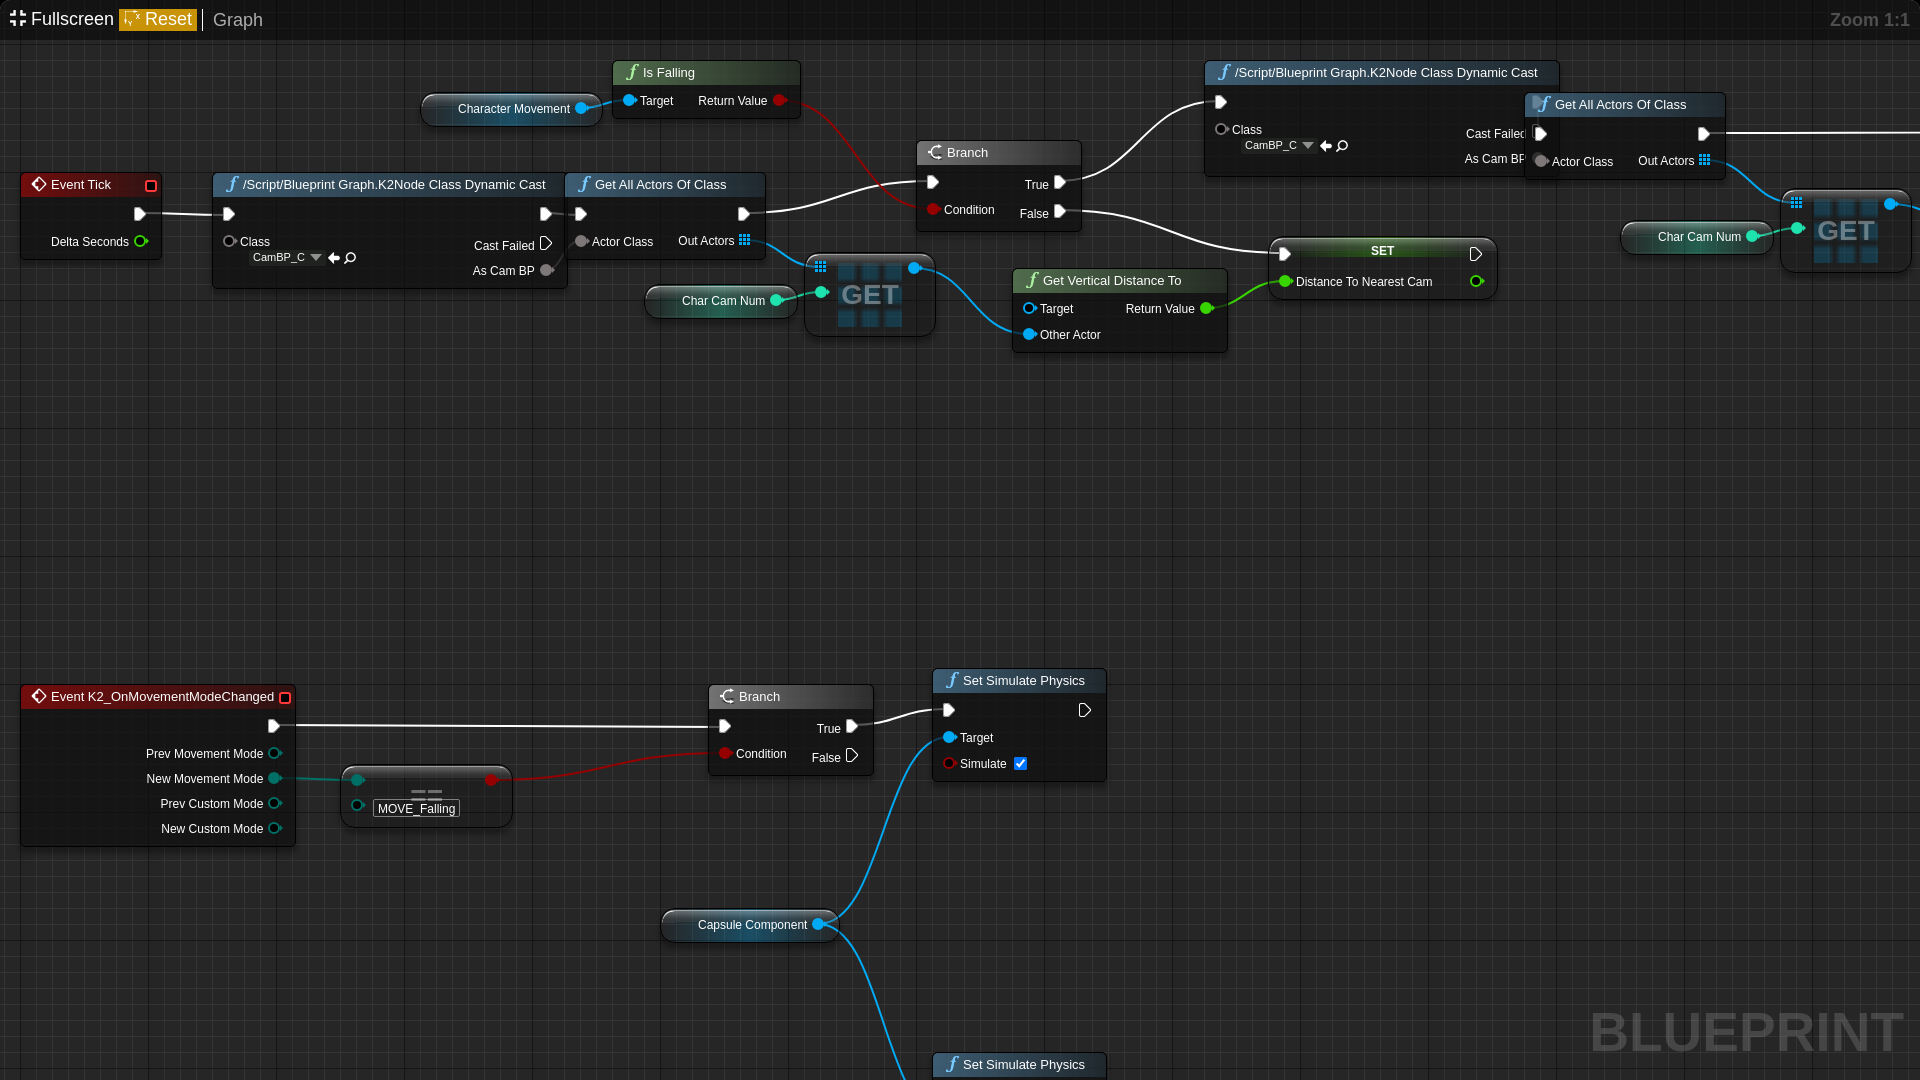 Fullscreen Reset Graph Zoom 1:1
Is Falling
Target Return Value
Character Movement
/Script/Blueprint Graph.K2Node Class Dynamic Cast
Class
CamBP_C
Cast Failed
As Cam BP
Get All Actors Of Class
Actor Class Out Actors
Branch
True
Condition
False
Event Tick
Delta Seconds
/Script/Blueprint Graph.K2Node Class Dynamic Cast
Class
CamBP_C
Cast Failed
As Cam BP
Get All Actors Of Class
Actor Class Out Actors
Char Cam Num
GET
Char Cam Num
GET
Get Vertical Distance To
Target Return Value
Other Actor
SET
Distance To Nearest Cam
Event K2_OnMovementModeChanged
Prev Movement Mode
New Movement Mode
Prev Custom Mode
New Custom Mode
==
MOVE_Falling
Branch
True
Condition
False
Set Simulate Physics
Target
Simulate
Capsule Component
Set Simulate Physics
BLUEPRINT